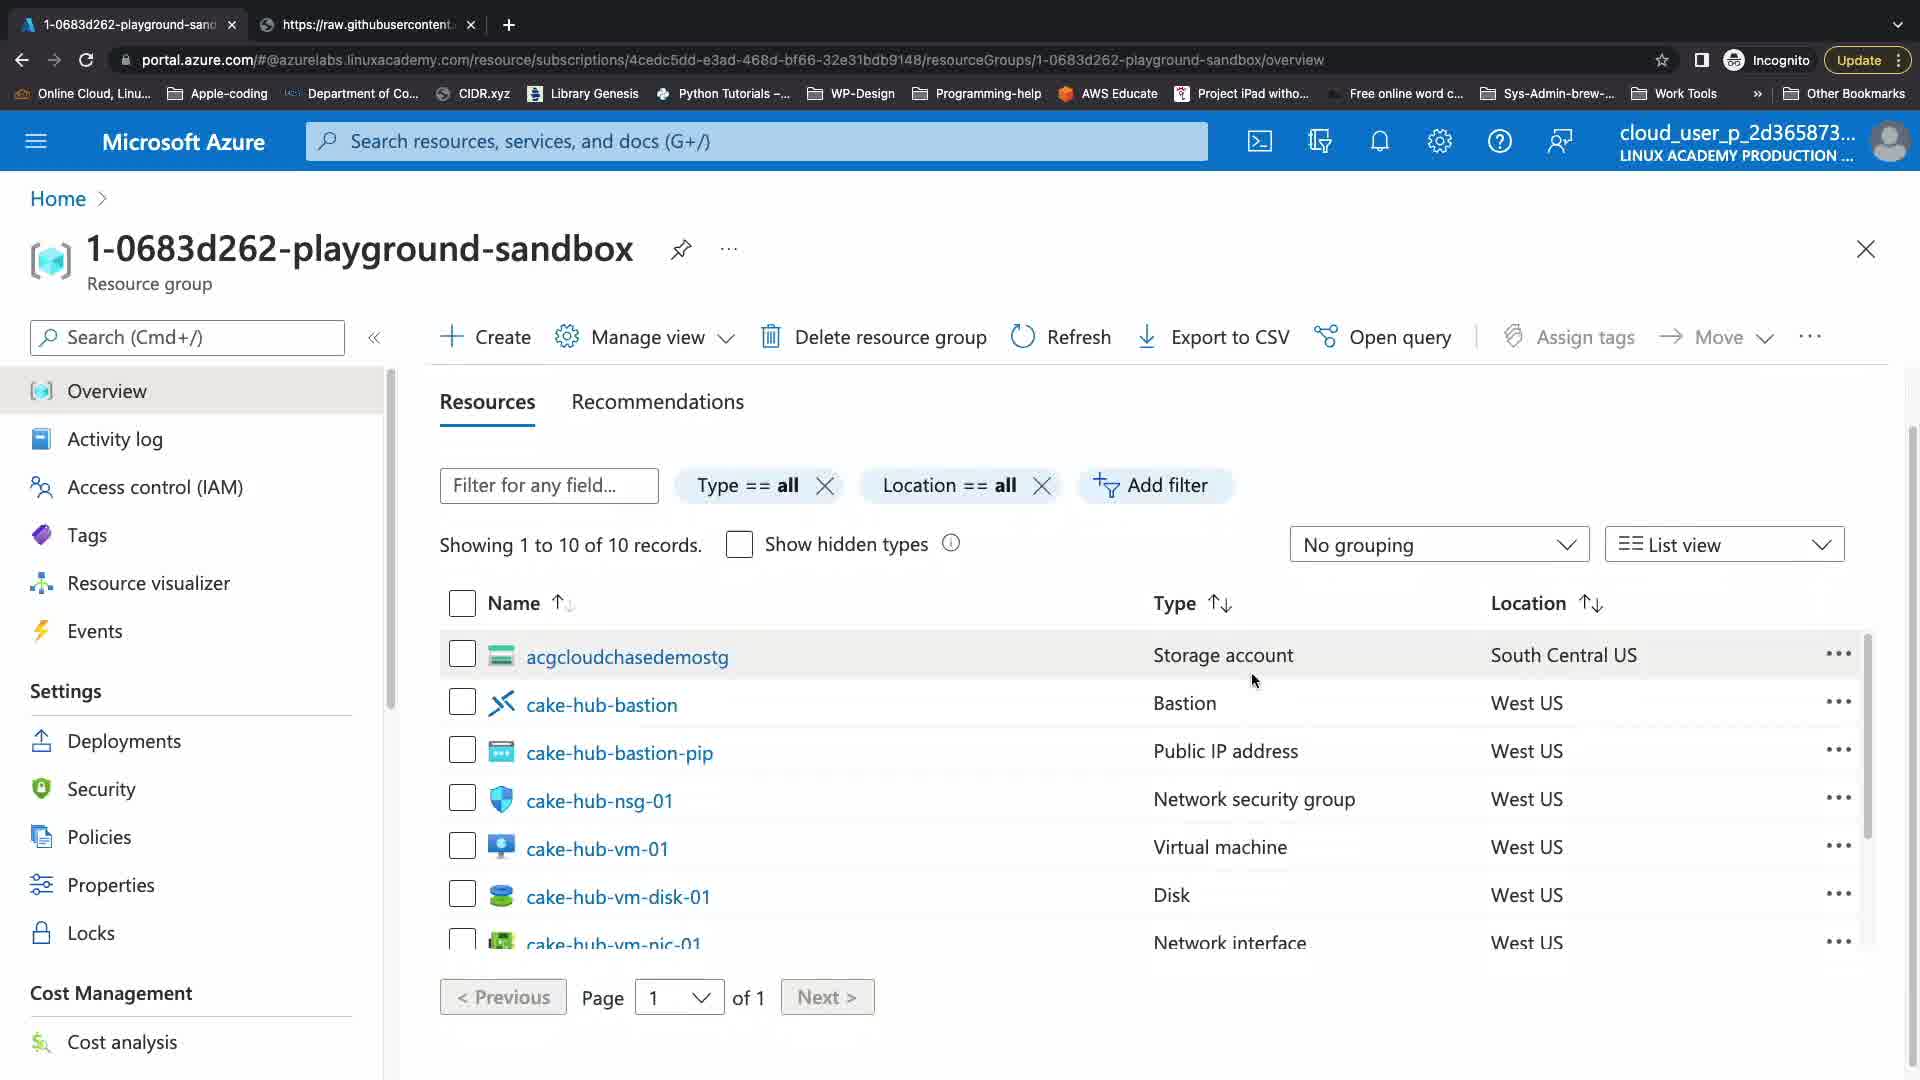 1-0683d262-playground-sand
https://raw.githubusercontent.
portal.azure.com/#@azurelabs.linuxacademy.com/resource/subscriptions/4cedc5dd-e3ad-468d-bf66-32e31bdb9148/resourceGroups/1-0683d262-playground-sandbox/overview
Incognito
Update
Online Cloud, Linu...
Apple-coding
Department of Co...
CIDR.xyz
Library Genesis
Python Tutorials –...
WP-Design
Programming-help
AWS Educate
Project iPad witho...
Free online word c...
Sys-Admin-brew-...
Work Tools
»
Other Bookmarks
Microsoft Azure
Search resources, services, and docs (G+/)
cloud_user_p_2d365873...
LINUX ACADEMY PRODUCTION ...
Home
1-0683d262-playground-sandbox
...
Resource group
Search (Cmd+/)
«
Create
Manage view
Delete resource group
Refresh
Export to CSV
Open query
Assign tags
Move
...
Overview
Activity log
Access control (IAM)
Tags
Resource visualizer
Events
Settings
Deployments
Security
Policies
Properties
Locks
Cost Management
Cost analysis
Resources
Recommendations
Filter for any field...
Type == all
Location == all
Add filter
Showing 1 to 10 of 10 records.
Show hidden types
No grouping
List view
Name
Type
Location
acgcloudchasedemostg
Storage account
South Central US
...
cake-hub-bastion
Bastion
West US
...
cake-hub-bastion-pip
Public IP address
West US
...
cake-hub-nsg-01
Network security group
West US
...
cake-hub-vm-01
Virtual machine
West US
...
cake-hub-vm-disk-01
Disk
West US
...
cake-hub-vm-nic-01
Network interface
West US
...
< Previous
Page
1
of 1
Next >